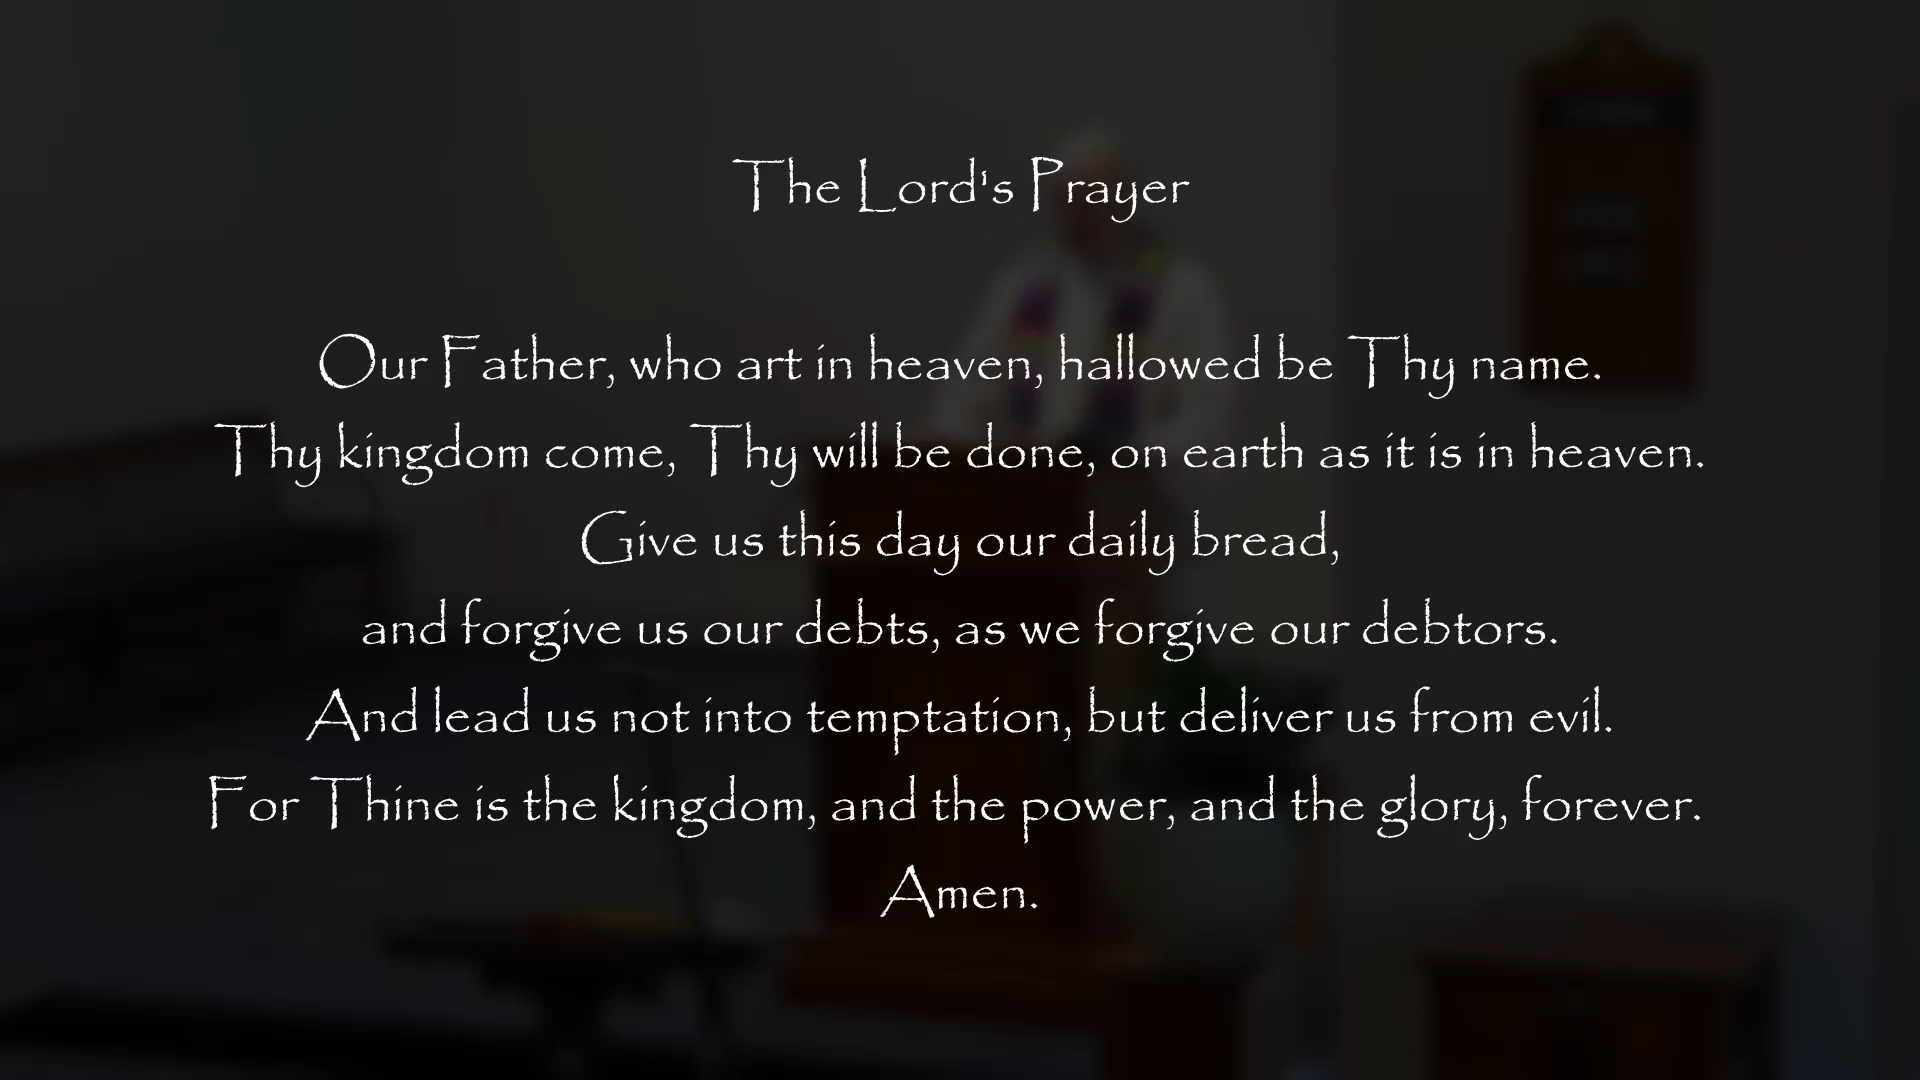 The Lord's Prayer
Our Father, who art in heaven, hallowed be Thy name.
Thy kingdom come, Thy will be done, on earth as it is in heaven.
Give us this day our daily bread,
and forgive us our debts, as we forgive our debtors.
And lead us not into temptation, but deliver us from evil.
For Thine is the kingdom, and the power, and the glory, forever.
Amen.